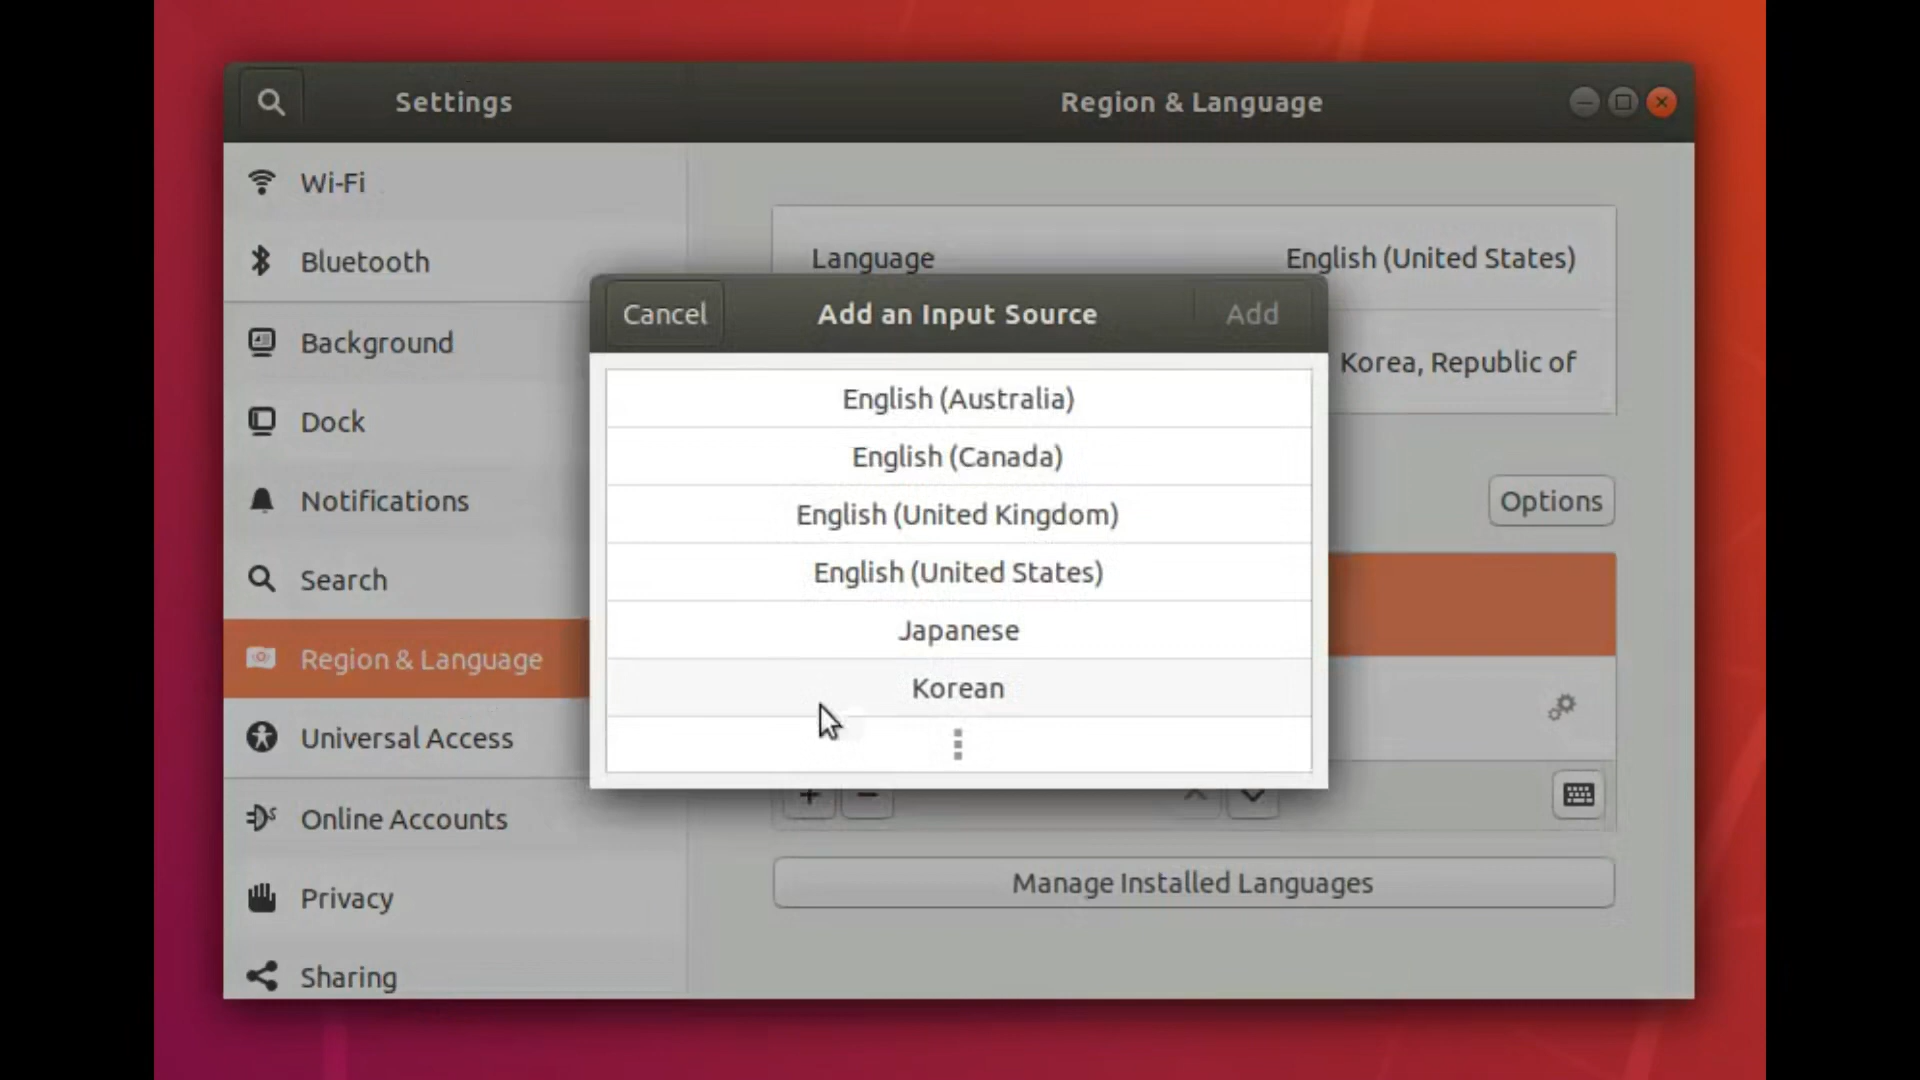 Settings
Region & Language
Wi-Fi
Bluetooth
Background
Dock
Notifications
Search
Region & Language
Universal Access
Online Accounts
Privacy
Sharing
Language
English (United States)
Korea, Republic of
Options
Cancel
Add an Input Source
Add
English (Australia)
English (Canada)
English (United Kingdom)
English (United States)
Japanese
Korean
Manage Installed Languages